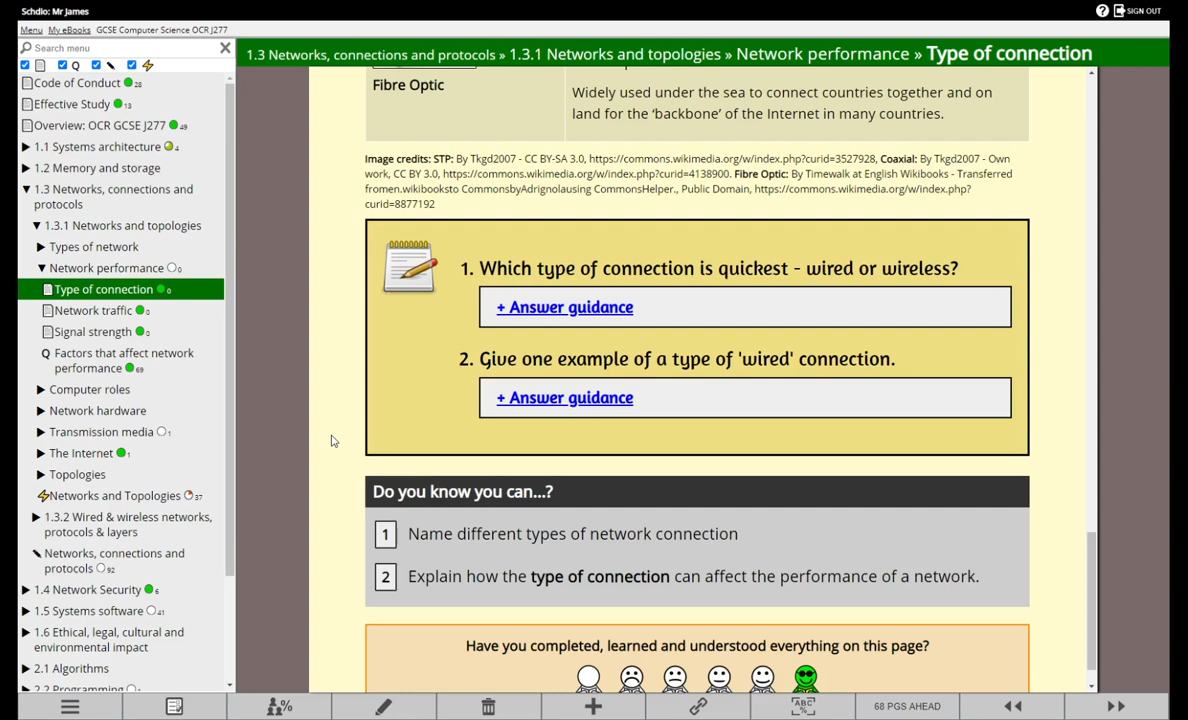 Schdio: Mr James
SIGN OUT
Menu My eBooks GCSE Computer Science OCR J277
Search menu
Q
Code of Conduct 28
Effective Study 13
Overview: OCR GCSE J277 49
1.1 Systems architecture 4
1.2 Memory and storage
1.3 Networks, connections and
protocols
1.3.1 Networks and topologies
Types of network
Network performance 0
Type of connection 0
Network traffic 0
Signal strength 0
Q Factors that affect network
performance 69
Computer roles
Network hardware
Transmission media 1
The Internet 1
Topologies
Networks and Topologies 37
1.3.2 Wired & wireless networks,
protocols & layers
Networks, connections and
protocols 92
1.4 Network Security 6
1.5 Systems software 41
1.6 Ethical, legal, cultural and
environmental impact
2.1 Algorithms
2.2 Programming
1.3 Networks, connections and protocols » 1.3.1 Networks and topologies » Network performance » Type of connection
Fibre Optic
Widely used under the sea to connect countries together and on
land for the ‘backbone’ of the Internet in many countries.
Image credits: STP: By Tkgd2007 - CC BY-SA 3.0, https://commons.wikimedia.org/w/index.php?curid=3527928, Coaxial: By Tkgd2007 - Own
work, CC BY 3.0, https://commons.wikimedia.org/w/index.php?curid=4138900. Fibre Optic: By Timewalk at English Wikibooks - Transferred
fromen.wikibooksto CommonsbyAdrignolausing CommonsHelper., Public Domain, https://commons.wikimedia.org/w/index.php?
curid=8877192
1. Which type of connection is quickest - wired or wireless?
+ Answer guidance
2. Give one example of a type of 'wired' connection.
+ Answer guidance
Do you know you can...?
1 Name different types of network connection
2 Explain how the type of connection can affect the performance of a network.
Have you completed, learned and understood everything on this page?
%
ABC
%
68 PGS AHEAD